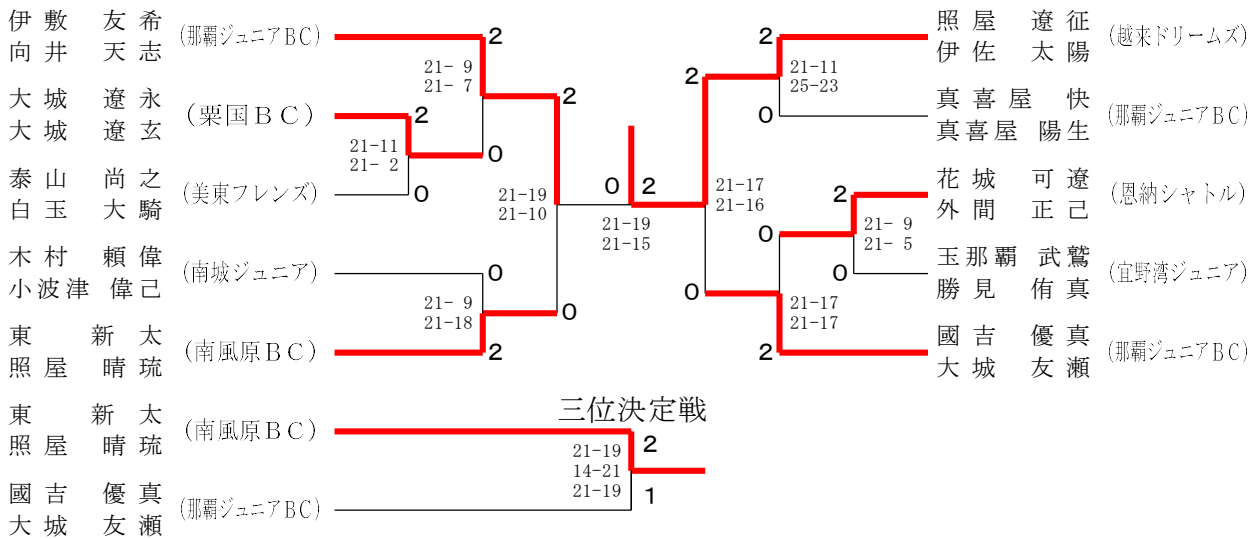 伊敷 友希
向井 天志
(那覇ジュニアBC)
大城 遼永
大城 遼玄
(粟国BC)
泰山 尚之
白玉 大騎
(美東フレンズ)
木村 頼偉
小波津 偉己
(南城ジュニア)
東 新太
照屋 晴琉
(南風原BC)
2
21- 9
21- 7
2
21-11
21- 2
0
0
2
21-19
21-10
0
21- 9
21-18
2
0
0
2
21-19
21-15
2
21-17
21-16
0
2
21-11
25-23
0
2
21- 9
21- 5
0
0
21-17
21-17
2
照屋 遼征
伊佐 太陽
(越来ドリームズ)
真喜屋 快
真喜屋 陽生
(那覇ジュニアBC)
花城 可遼
外間 正己
(恩納シャトル)
玉那覇 武鷲
勝見 侑真
(宜野湾ジュニア)
國吉 優真
大城 友瀬
(那覇ジュニアBC)
三位決定戦
東 新太
照屋 晴琉
(南風原BC)
國吉 優真
大城 友瀬
(那覇ジュニアBC)
2
21-19
14-21
21-19
1